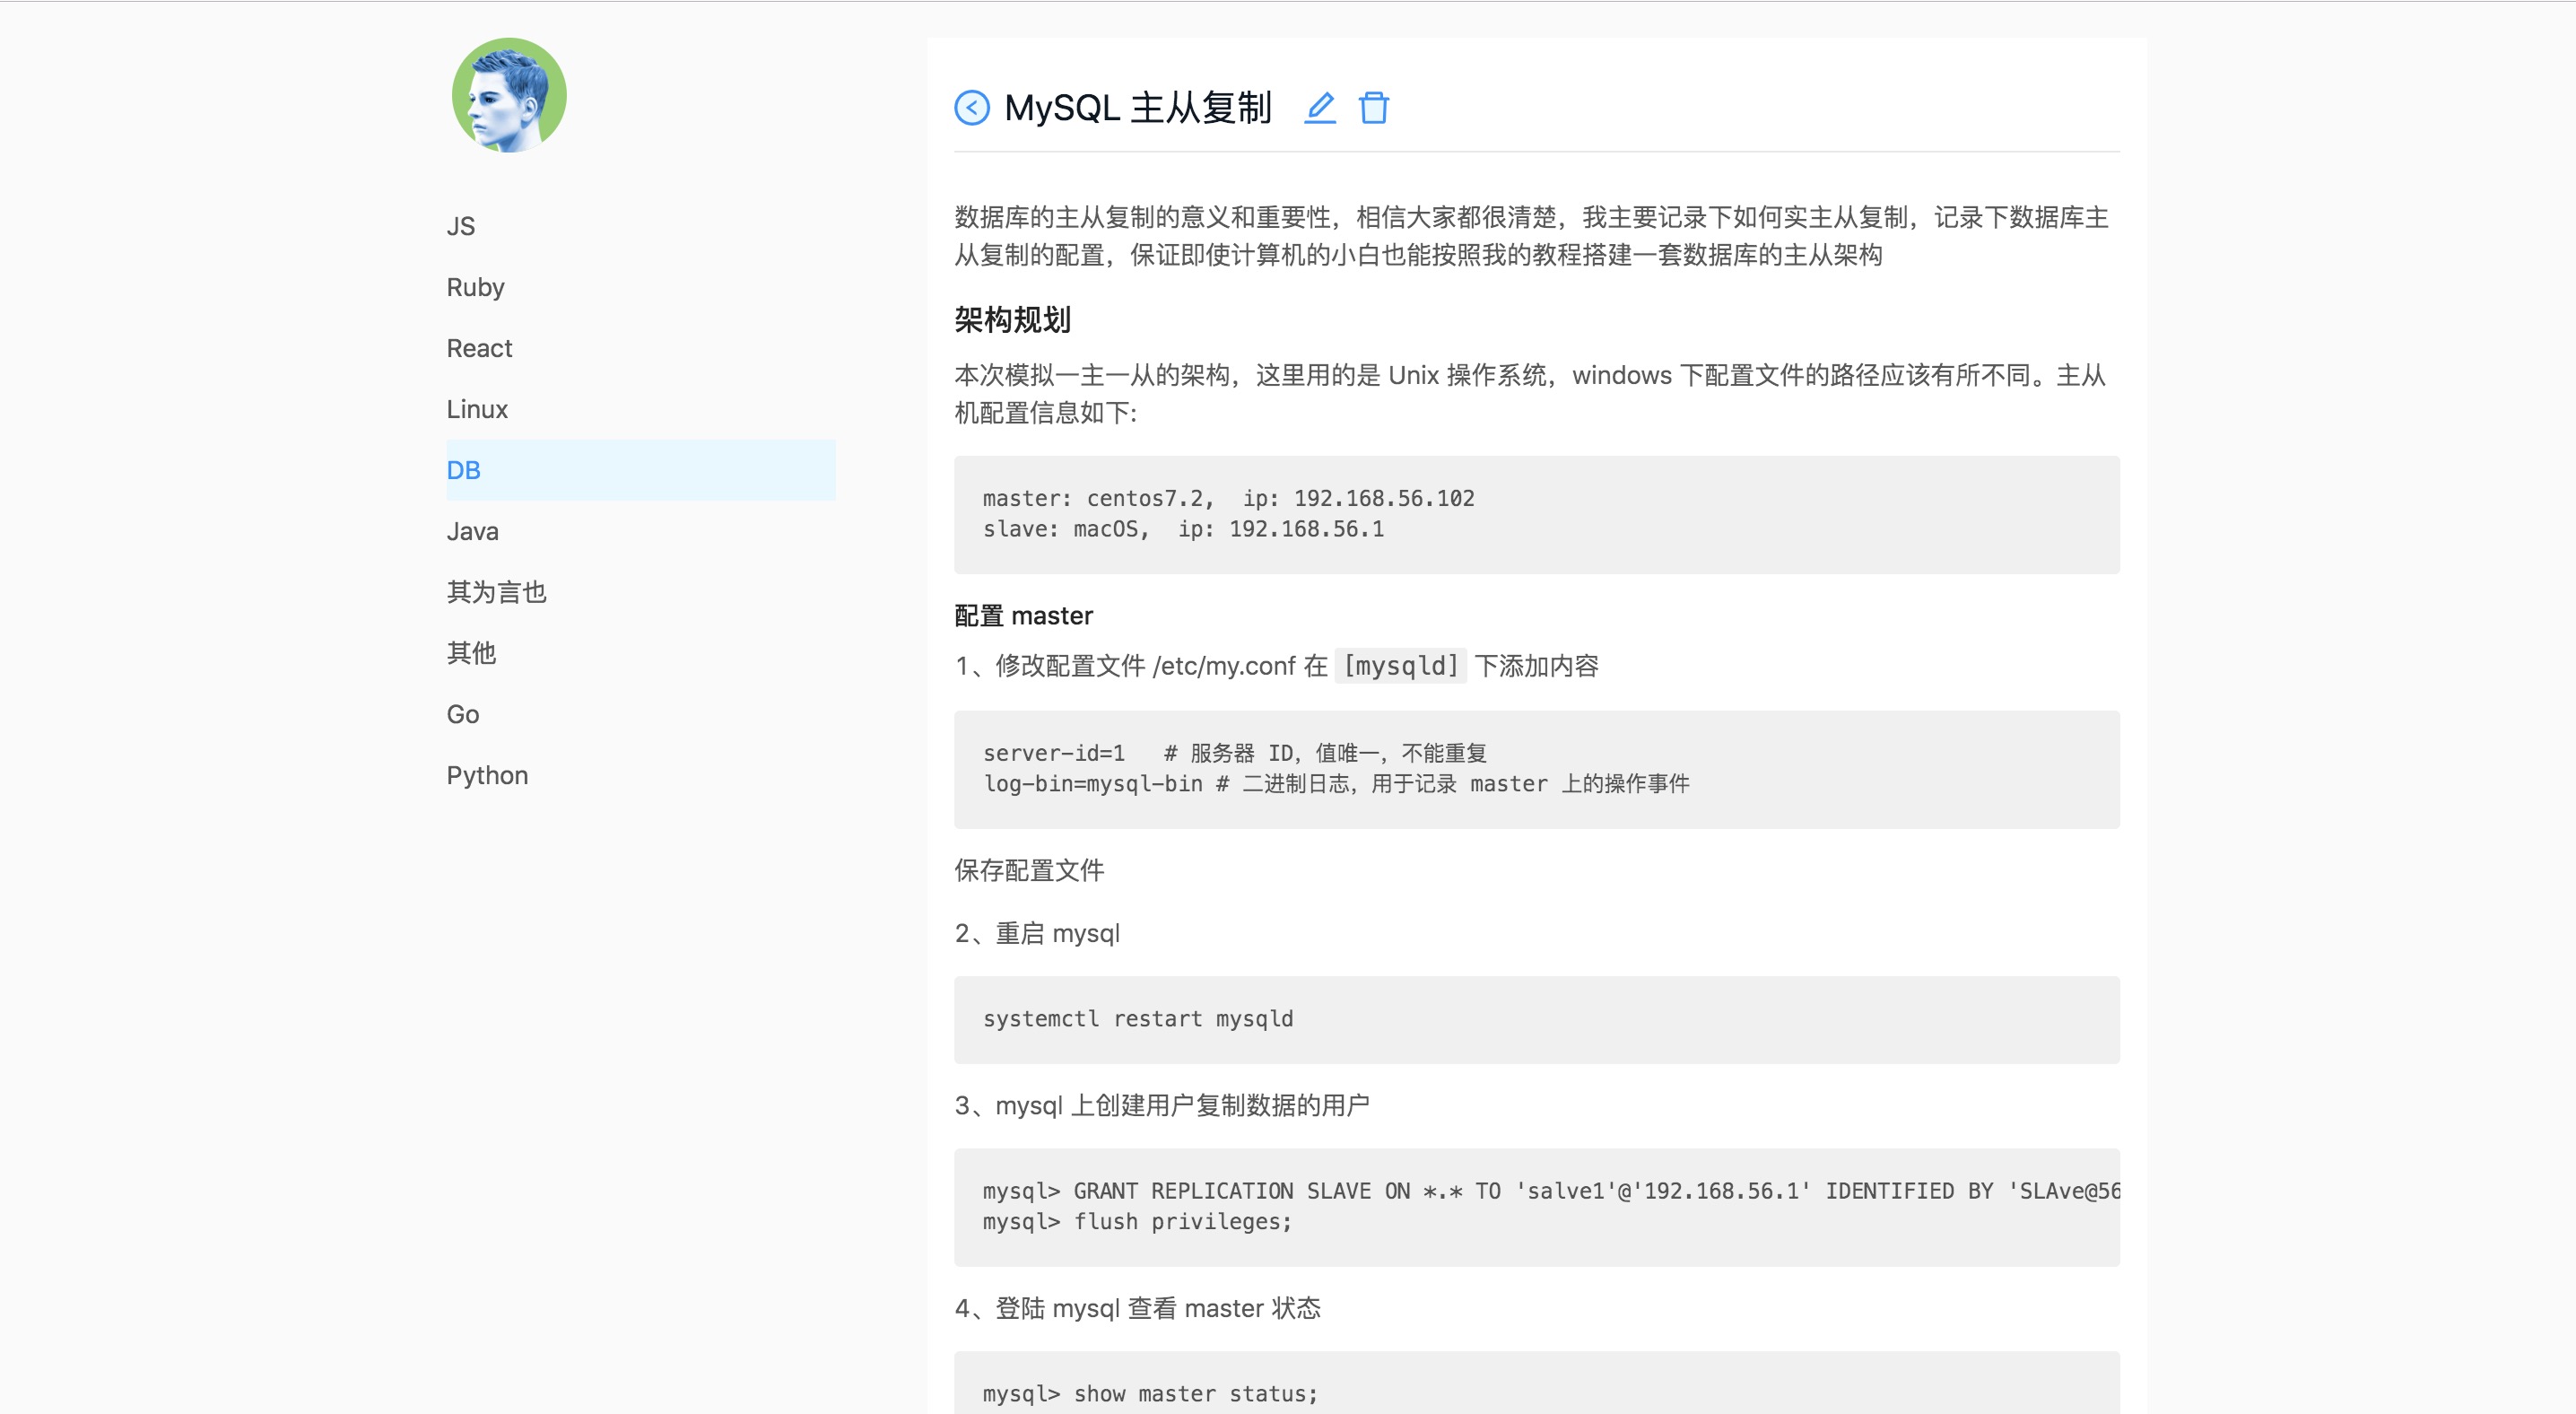 JS
Ruby
React
Linux
DB
Java
其为言也
其他
Go
Python
MySQL 主从复制
数据库的主从复制的意义和重要性，相信大家都很清楚，我主要记录下如何实主从复制，记录下数据库主
从复制的配置，保证即使计算机的小白也能按照我的教程搭建一套数据库的主从架构
架构规划
本次模拟一主一从的架构，这里用的是 Unix 操作系统，windows 下配置文件的路径应该有所不同。主从
机配置信息如下:
master: centos7.2,  ip: 192.168.56.102
slave: macOS,  ip: 192.168.56.1
配置 master
1、修改配置文件 /etc/my.conf 在 [mysqld] 下添加内容
server-id=1   # 服务器 ID，值唯一，不能重复
log-bin=mysql-bin # 二进制日志，用于记录 master 上的操作事件
保存配置文件
2、重启 mysql
systemctl restart mysqld
3、mysql 上创建用户复制数据的用户
mysql> GRANT REPLICATION SLAVE ON *.* TO 'salve1'@'192.168.56.1' IDENTIFIED BY 'SLAve@56
mysql> flush privileges;
4、登陆 mysql 查看 master 状态
mysql> show master status;